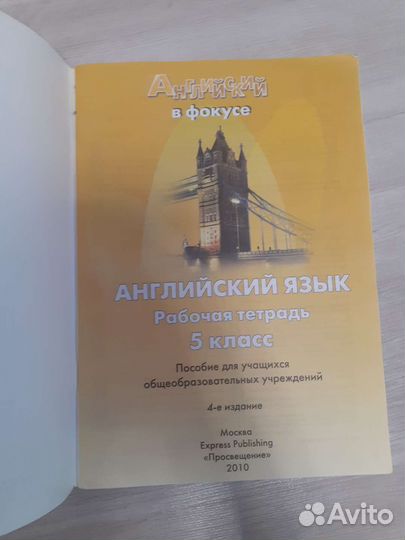 Английский
в фокусе
АНГЛИЙСКИЙ ЯЗЫК
Рабочая тетрадь
5 класс
Пособие для учащихся
общеобразовательных учреждений
4-е издание
Москва
Express Publishing
«Просвещение»
2010
Avito